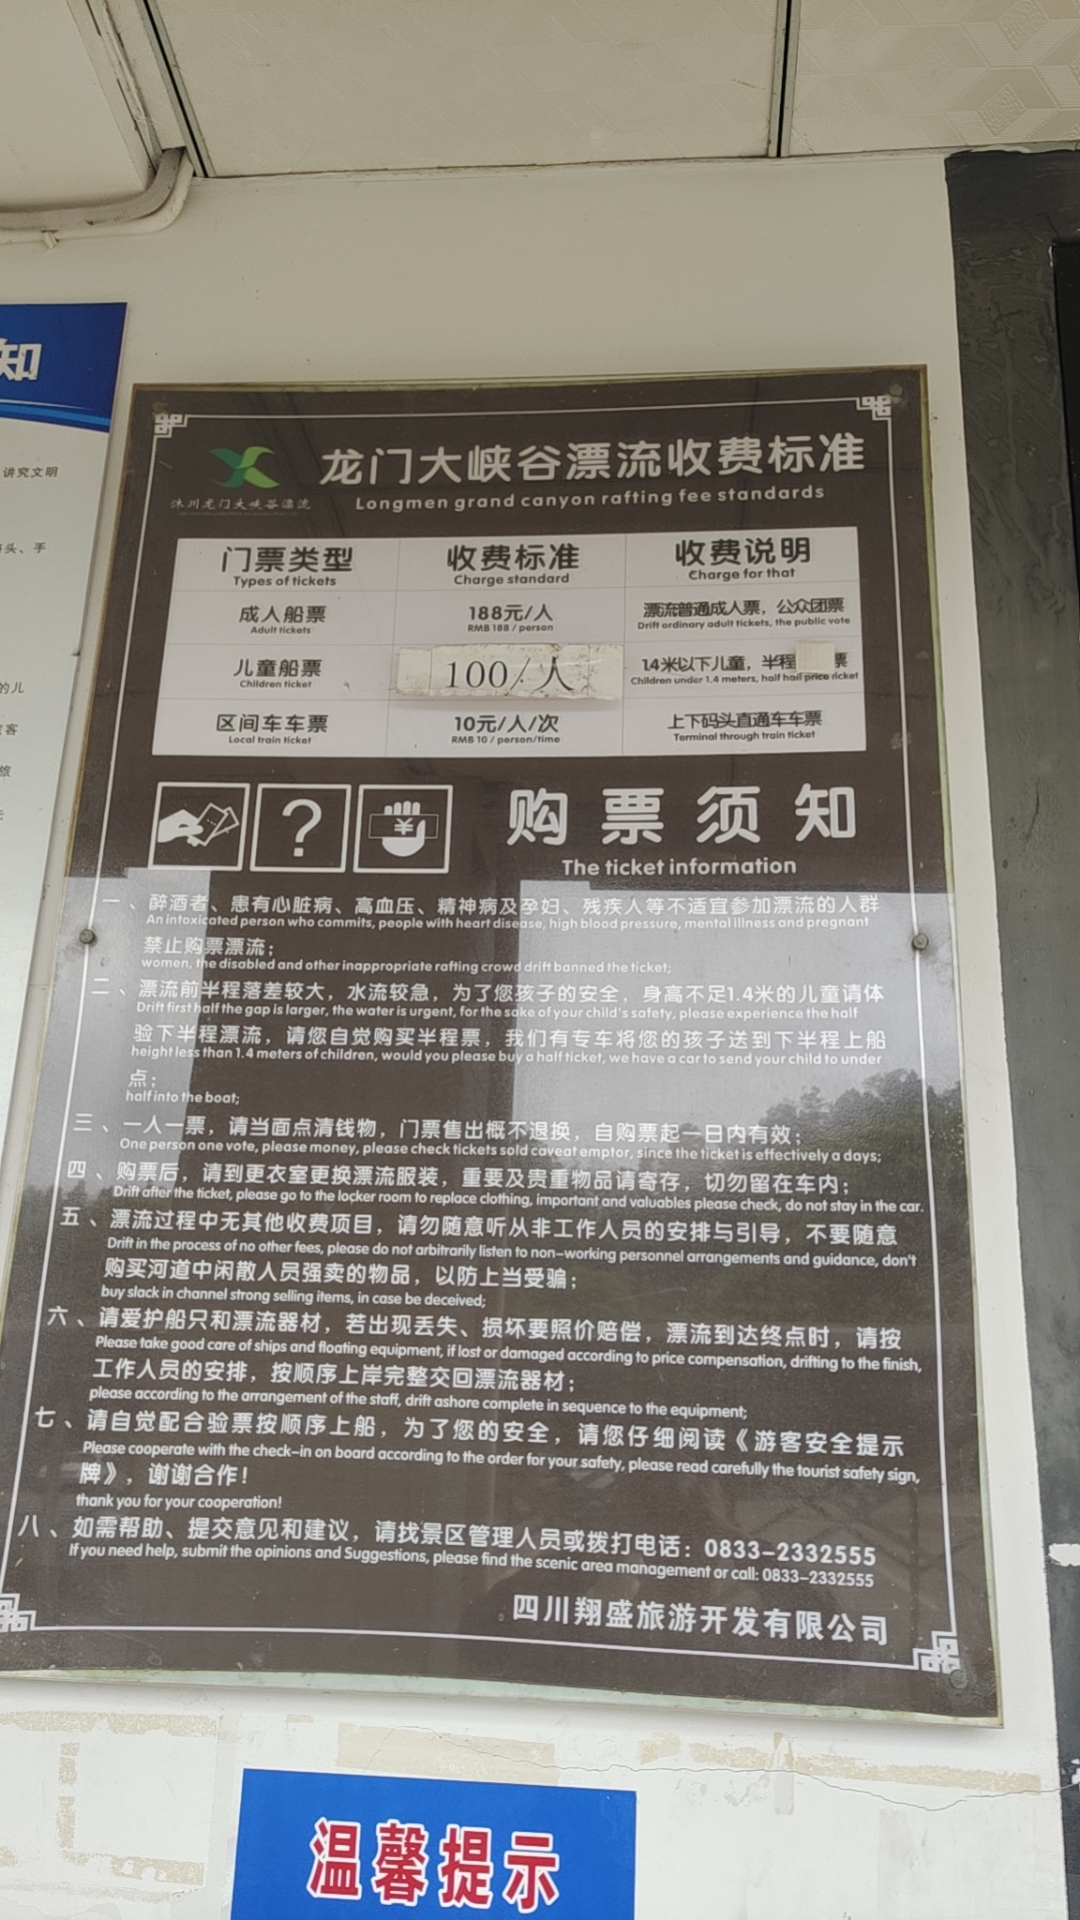 知
讲究文明
头、手
的儿
客
旅
沐川龙门大峡谷漂流
龙门大峡谷漂流收费标准
Longmen grand canyon rafting fee standards
门票类型 收费标准 收费说明
Types of tickets Charge standard Charge for that
成人船票 188元/人 漂流普通成人票，公众团票
Adult tickets RMB 188 / person Drift ordinary adult tickets, the public vote
儿童船票 100/人 1.4米以下儿童，半程 票
Children ticket Children under 1.4 meters, half hail price ricket
区间车车票 10元/人/次 上下码头直通车车票
Local train ticket RMB 10 / person/time Terminal through train ticket
? ¥
购票须知
The ticket information
一、醉酒者、患有心脏病、高血压、精神病及孕妇、残疾人等不适宜参加漂流的人群
An intoxicated person who commits, people with heart disease, high blood pressure, mental illness and pregnant
禁止购票漂流；
women, the disabled and other inappropriate rafting crowd drift banned the ticket;
二、漂流前半程落差较大，水流较急，为了您孩子的安全，身高不足1.4米的儿童请体
Drift first half the gap is larger, the water is urgent, for the sake of your child's safety, please experience the half
验下半程漂流，请您自觉购买半程票，我们有专车将您的孩子送到下半程上船
height less than 1.4 meters of children, would you please buy a half ticket, we have a car to send your child to under
点；
half into the boat;
三、一人一票，请当面点清钱物，门票售出概不退换，自购票起一日内有效；
One person one vote, please money, please check tickets sold caveat emptor, since the ticket is effectively a days;
四、购票后，请到更衣室更换漂流服装，重要及贵重物品请寄存，切勿留在车内；
Drift after the ticket, please go to the locker room to replace clothing, important and valuables please check, do not stay in the car.
五、漂流过程中无其他收费项目，请勿随意听从非工作人员的安排与引导，不要随意
Drift in the process of no other fees, please do not arbitrarily listen to non-working personnel arrangements and guidance, don't
购买河道中闲散人员强卖的物品，以防上当受骗；
buy slack in channel strong selling items, in case be deceived;
六、请爱护船只和漂流器材，若出现丢失、损坏要照价赔偿，漂流到达终点时，请按
Please take good care of ships and floating equipment, if lost or damaged according to price compensation, drifting to the finish,
工作人员的安排，按顺序上岸完整交回漂流器材；
please according to the arrangement of the staff, drift ashore complete in sequence to the equipment;
七、请自觉配合验票按顺序上船，为了您的安全，请您仔细阅读《游客安全提示
Please cooperate with the check-in on board according to the order for your safety, please read carefully the tourist safety sign,
牌》，谢谢合作！
thank you for your cooperation!
八、如需帮助、提交意见和建议，请找景区管理人员或拨打电话：0833-2332555
If you need help, submit the opinions and Suggestions, please find the scenic area management or call: 0833-2332555
四川翔盛旅游开发有限公司
温馨提示